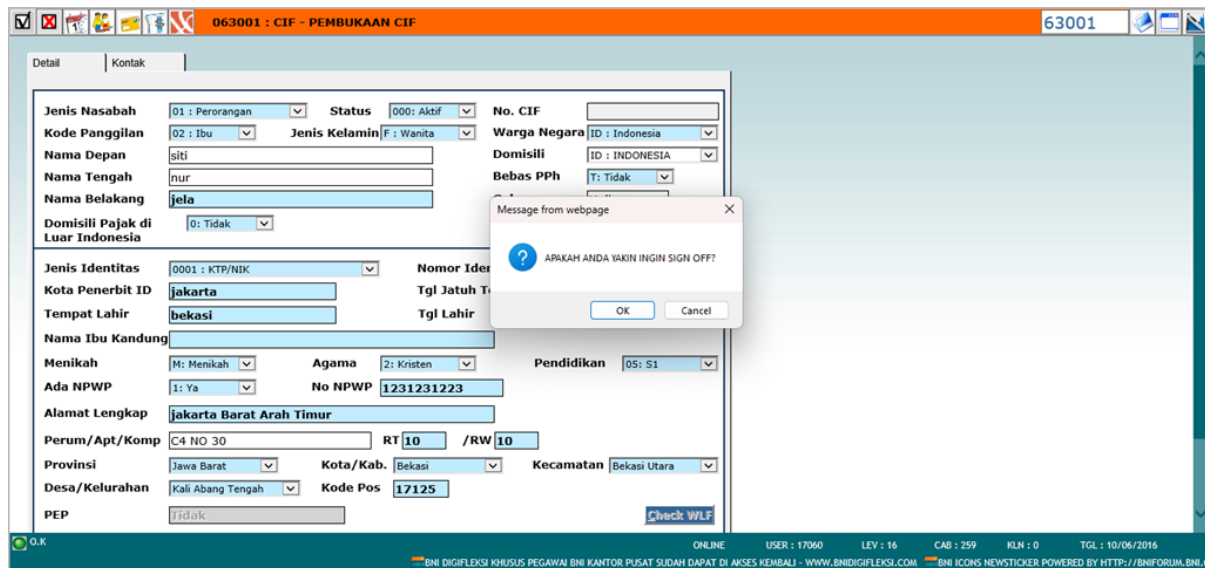 063001 : CIF - PEMBUKAAN CIF 63001
Detail Kontak
Jenis Nasabah 01 : Perorangan Status 000: Aktif No. CIF
Kode Panggilan 02 : Ibu Jenis Kelamin F : Wanita Warga Negara ID : Indonesia
Nama Depan siti Domisili ID : INDONESIA
Nama Tengah nur Bebas PPh T: Tidak
Nama Belakang jela
Message from webpage
Domisili Pajak di Luar Indonesia 0: Tidak
APAKAH ANDA YAKIN INGIN SIGN OFF?
OK Cancel
Jenis Identitas 0001 : KTP/NIK Nomor Iden
Kota Penerbit ID jakarta Tgl Jatuh
Tempat Lahir bekasi Tgl Lahir
Nama Ibu Kandung
Menikah M: Menikah Agama 2: Kristen Pendidikan 05: S1
Ada NPWP 1: Ya No NPWP 1231231223
Alamat Lengkap jakarta Barat Arah Timur
Perum/Apt/Komp C4 NO 30 RT 10 /RW 10
Provinsi Jawa Barat Kota/Kab. Bekasi Kecamatan Bekasi Utara
Desa/Kelurahan Kali Abang Tengah Kode Pos 17125
PEP Tidak Check WLF
O.K ONLINE USER : 17060 LEV : 16 CAB : 259 KLN : 0 TGL : 10/06/2016
BNI DIGIFLEKSI KHUSUS PEGAWAI BNI KANTOR PUSAT SUDAH DAPAT DI AKSES KEMBALI - WWW.BNIDIGIFLEKSI.COM BNI ICONS NEWSTICKER POWERED BY HTTP://BNIFORUM.BNI.